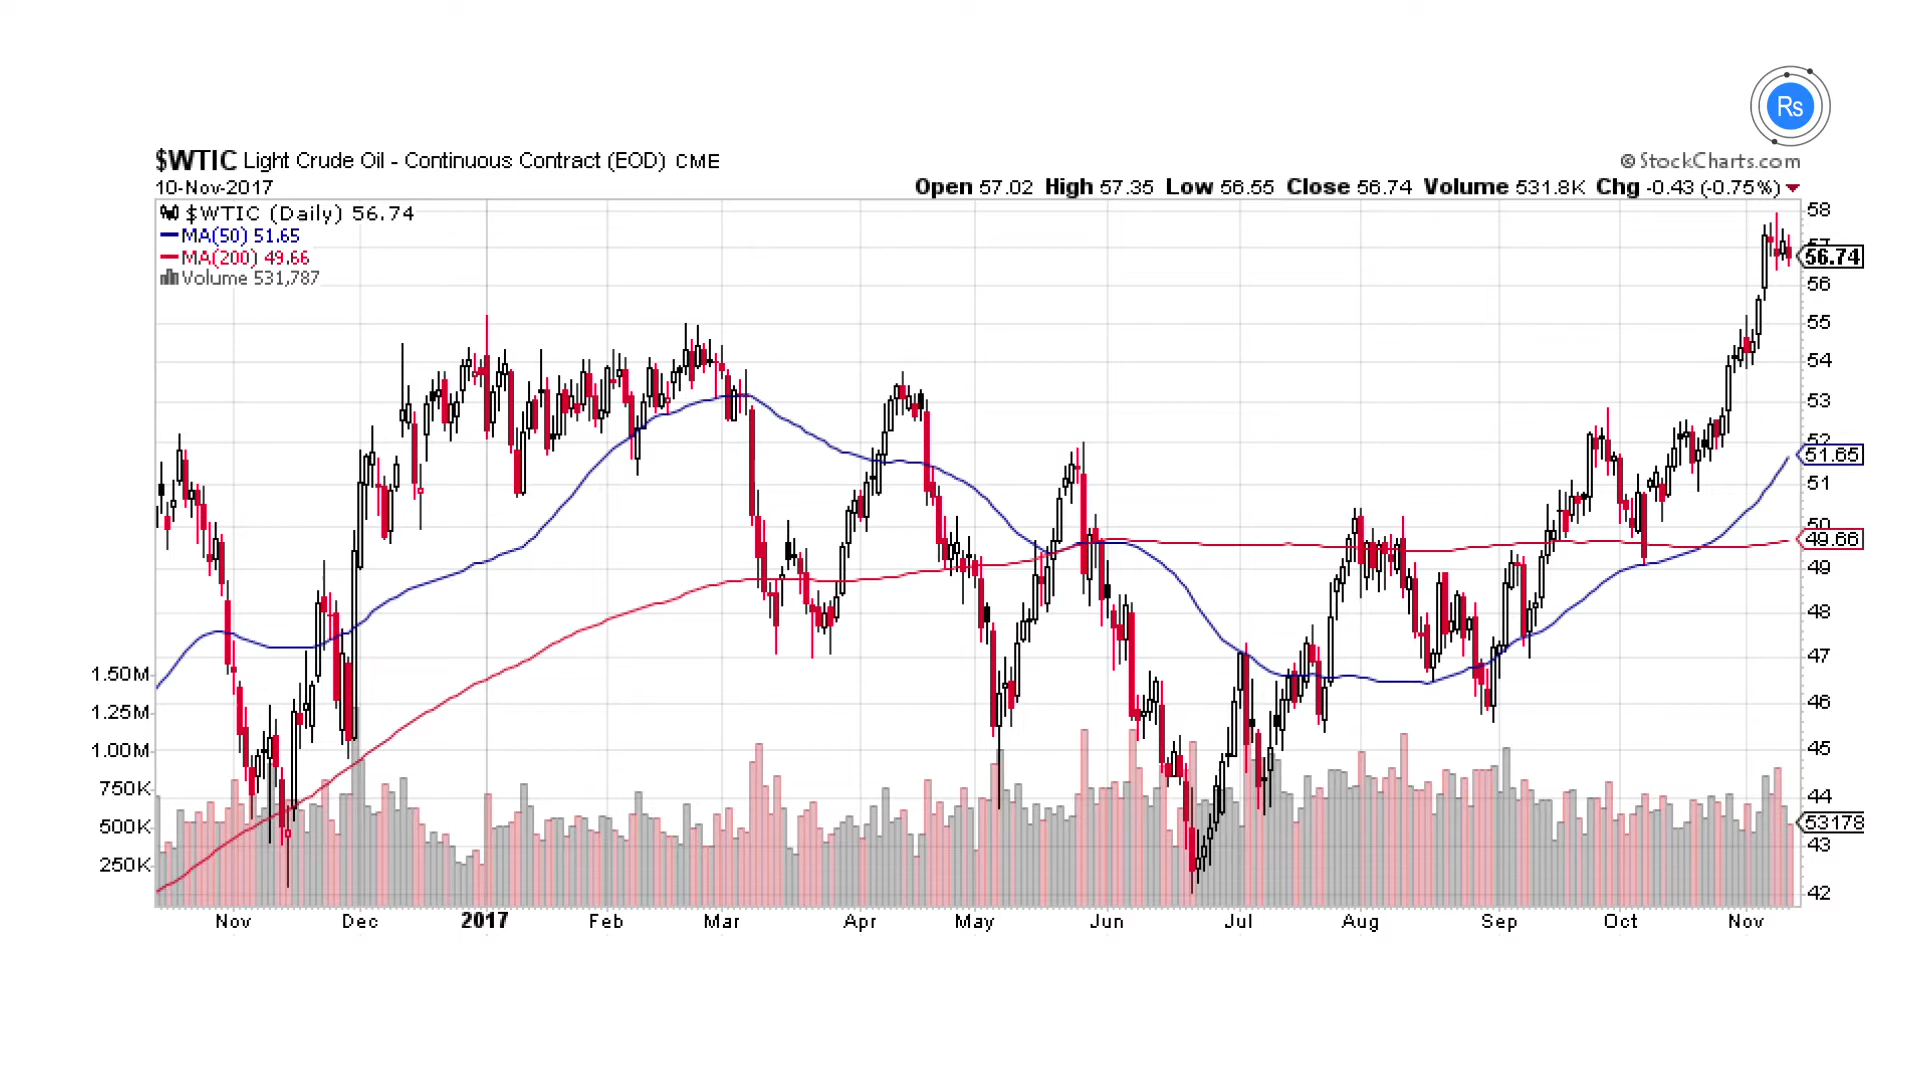 Rs
$WTIC Light Crude Oil - Continuous Contract (EOD) CME
© StockCharts.com
10-Nov-2017
Open 57.02 High 57.35 Low 56.55 Close 56.74 Volume 531.8K Chg -0.43 (-0.75%)
$WTIC (Daily) 56.74
MA(50) 51.65
MA(200) 49.66
Volume 531,787
58
57
56.74
56
55
54
53
52
51.65
51
50
49.66
49
48
47
46
45
44
53178
43
42
1.50M
1.25M
1.00M
750K
500K
250K
Nov Dec 2017 Feb Mar Apr May Jun Jul Aug Sep Oct Nov